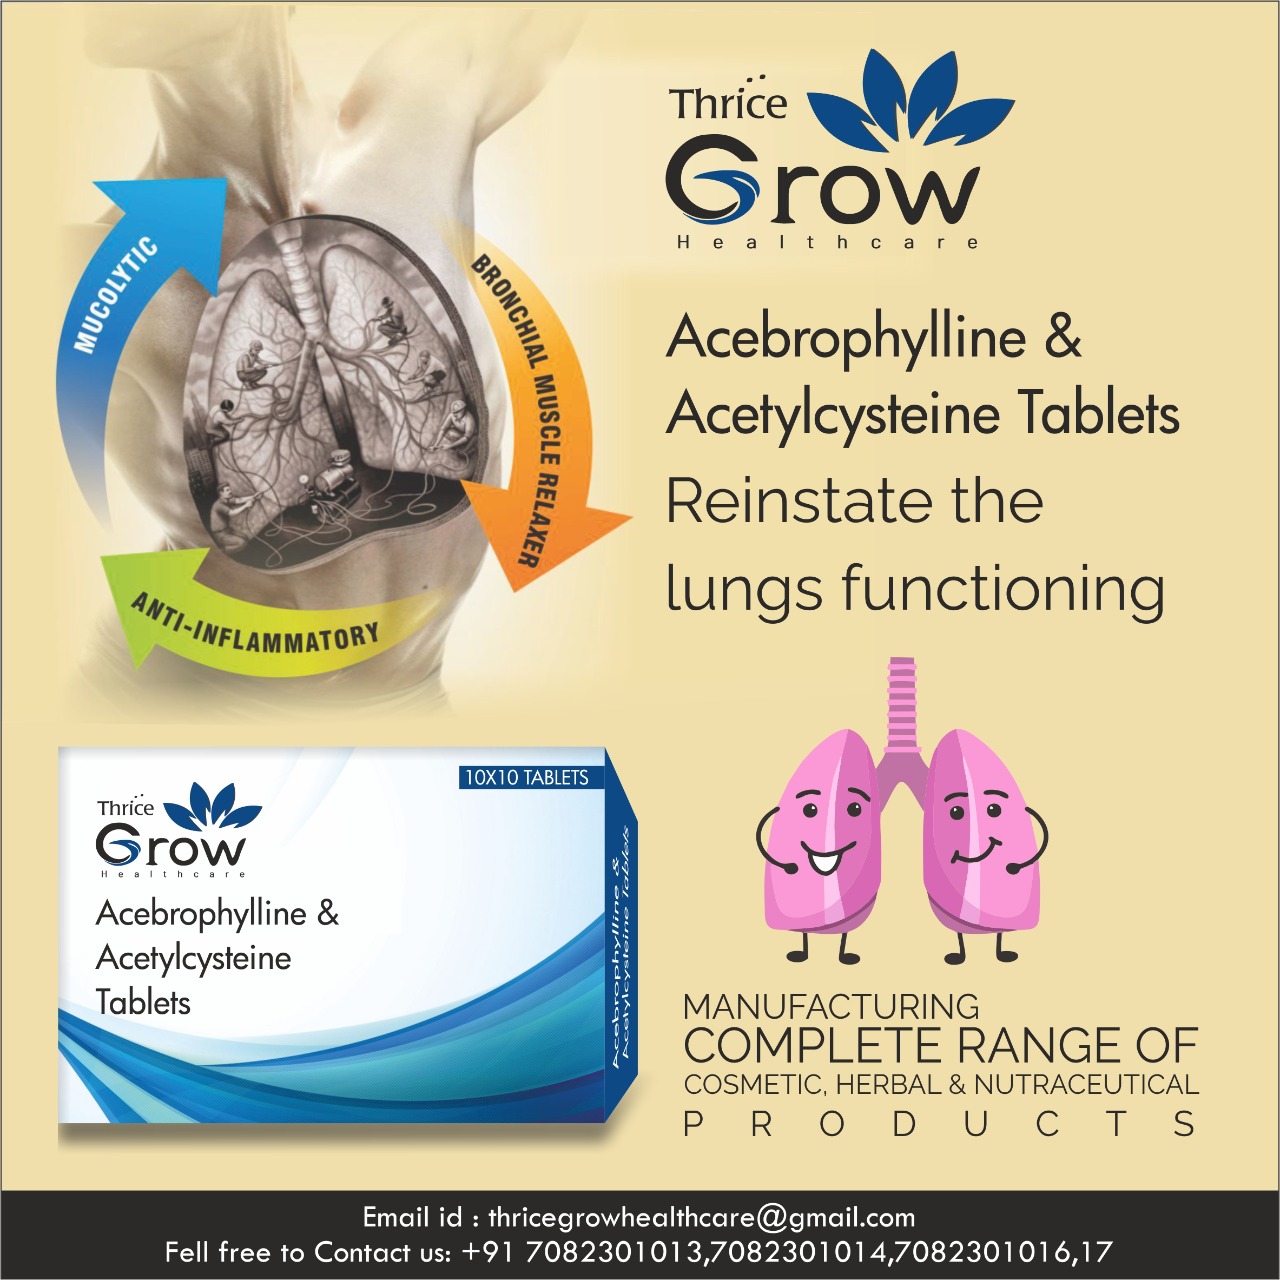 Thrice
Grow
Healthcare
MUCOLYTIC
BRONCHIAL MUSCLE RELAXER
ANTI-INFLAMMATORY
Acebrophylline &
Acetylcysteine Tablets
Reinstate the
lungs functioning
10X10 TABLETS
Thrice
Grow
Healthcare
Acebrophylline &
Acetylcysteine
Tablets
Acebrophylline &
Acetylcysteine Tablets
MANUFACTURING
COMPLETE RANGE OF
COSMETIC, HERBAL & NUTRACEUTICAL
PRODUCTS
Email id : thricegrowhealthcare@gmail.com
Fell free to Contact us: +91 7082301013,7082301014,7082301016,17